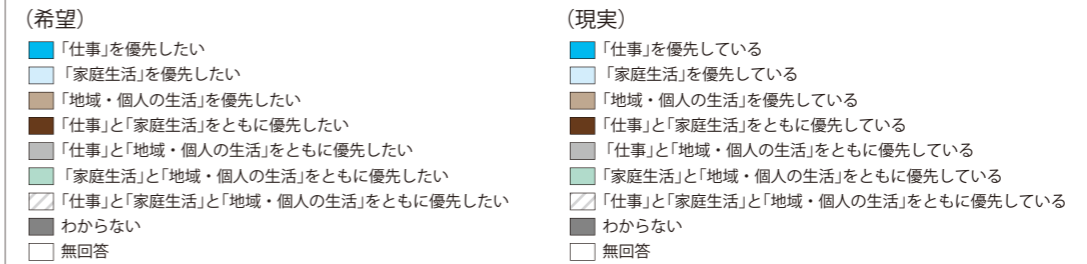 （希望）
「仕事」を優先したい
「家庭生活」を優先したい
「地域・個人の生活」を優先したい
「仕事」と「家庭生活」をともに優先したい
「仕事」と「地域・個人の生活」をともに優先したい
「家庭生活」と「地域・個人の生活」をともに優先したい
「仕事」と「家庭生活」と「地域・個人の生活」をともに優先したい
わからない
無回答
（現実）
「仕事」を優先している
「家庭生活」を優先している
「地域・個人の生活」を優先している
「仕事」と「家庭生活」をともに優先している
「仕事」と「地域・個人の生活」をともに優先している
「家庭生活」と「地域・個人の生活」をともに優先している
「仕事」と「家庭生活」と「地域・個人の生活」をともに優先している
わからない
無回答